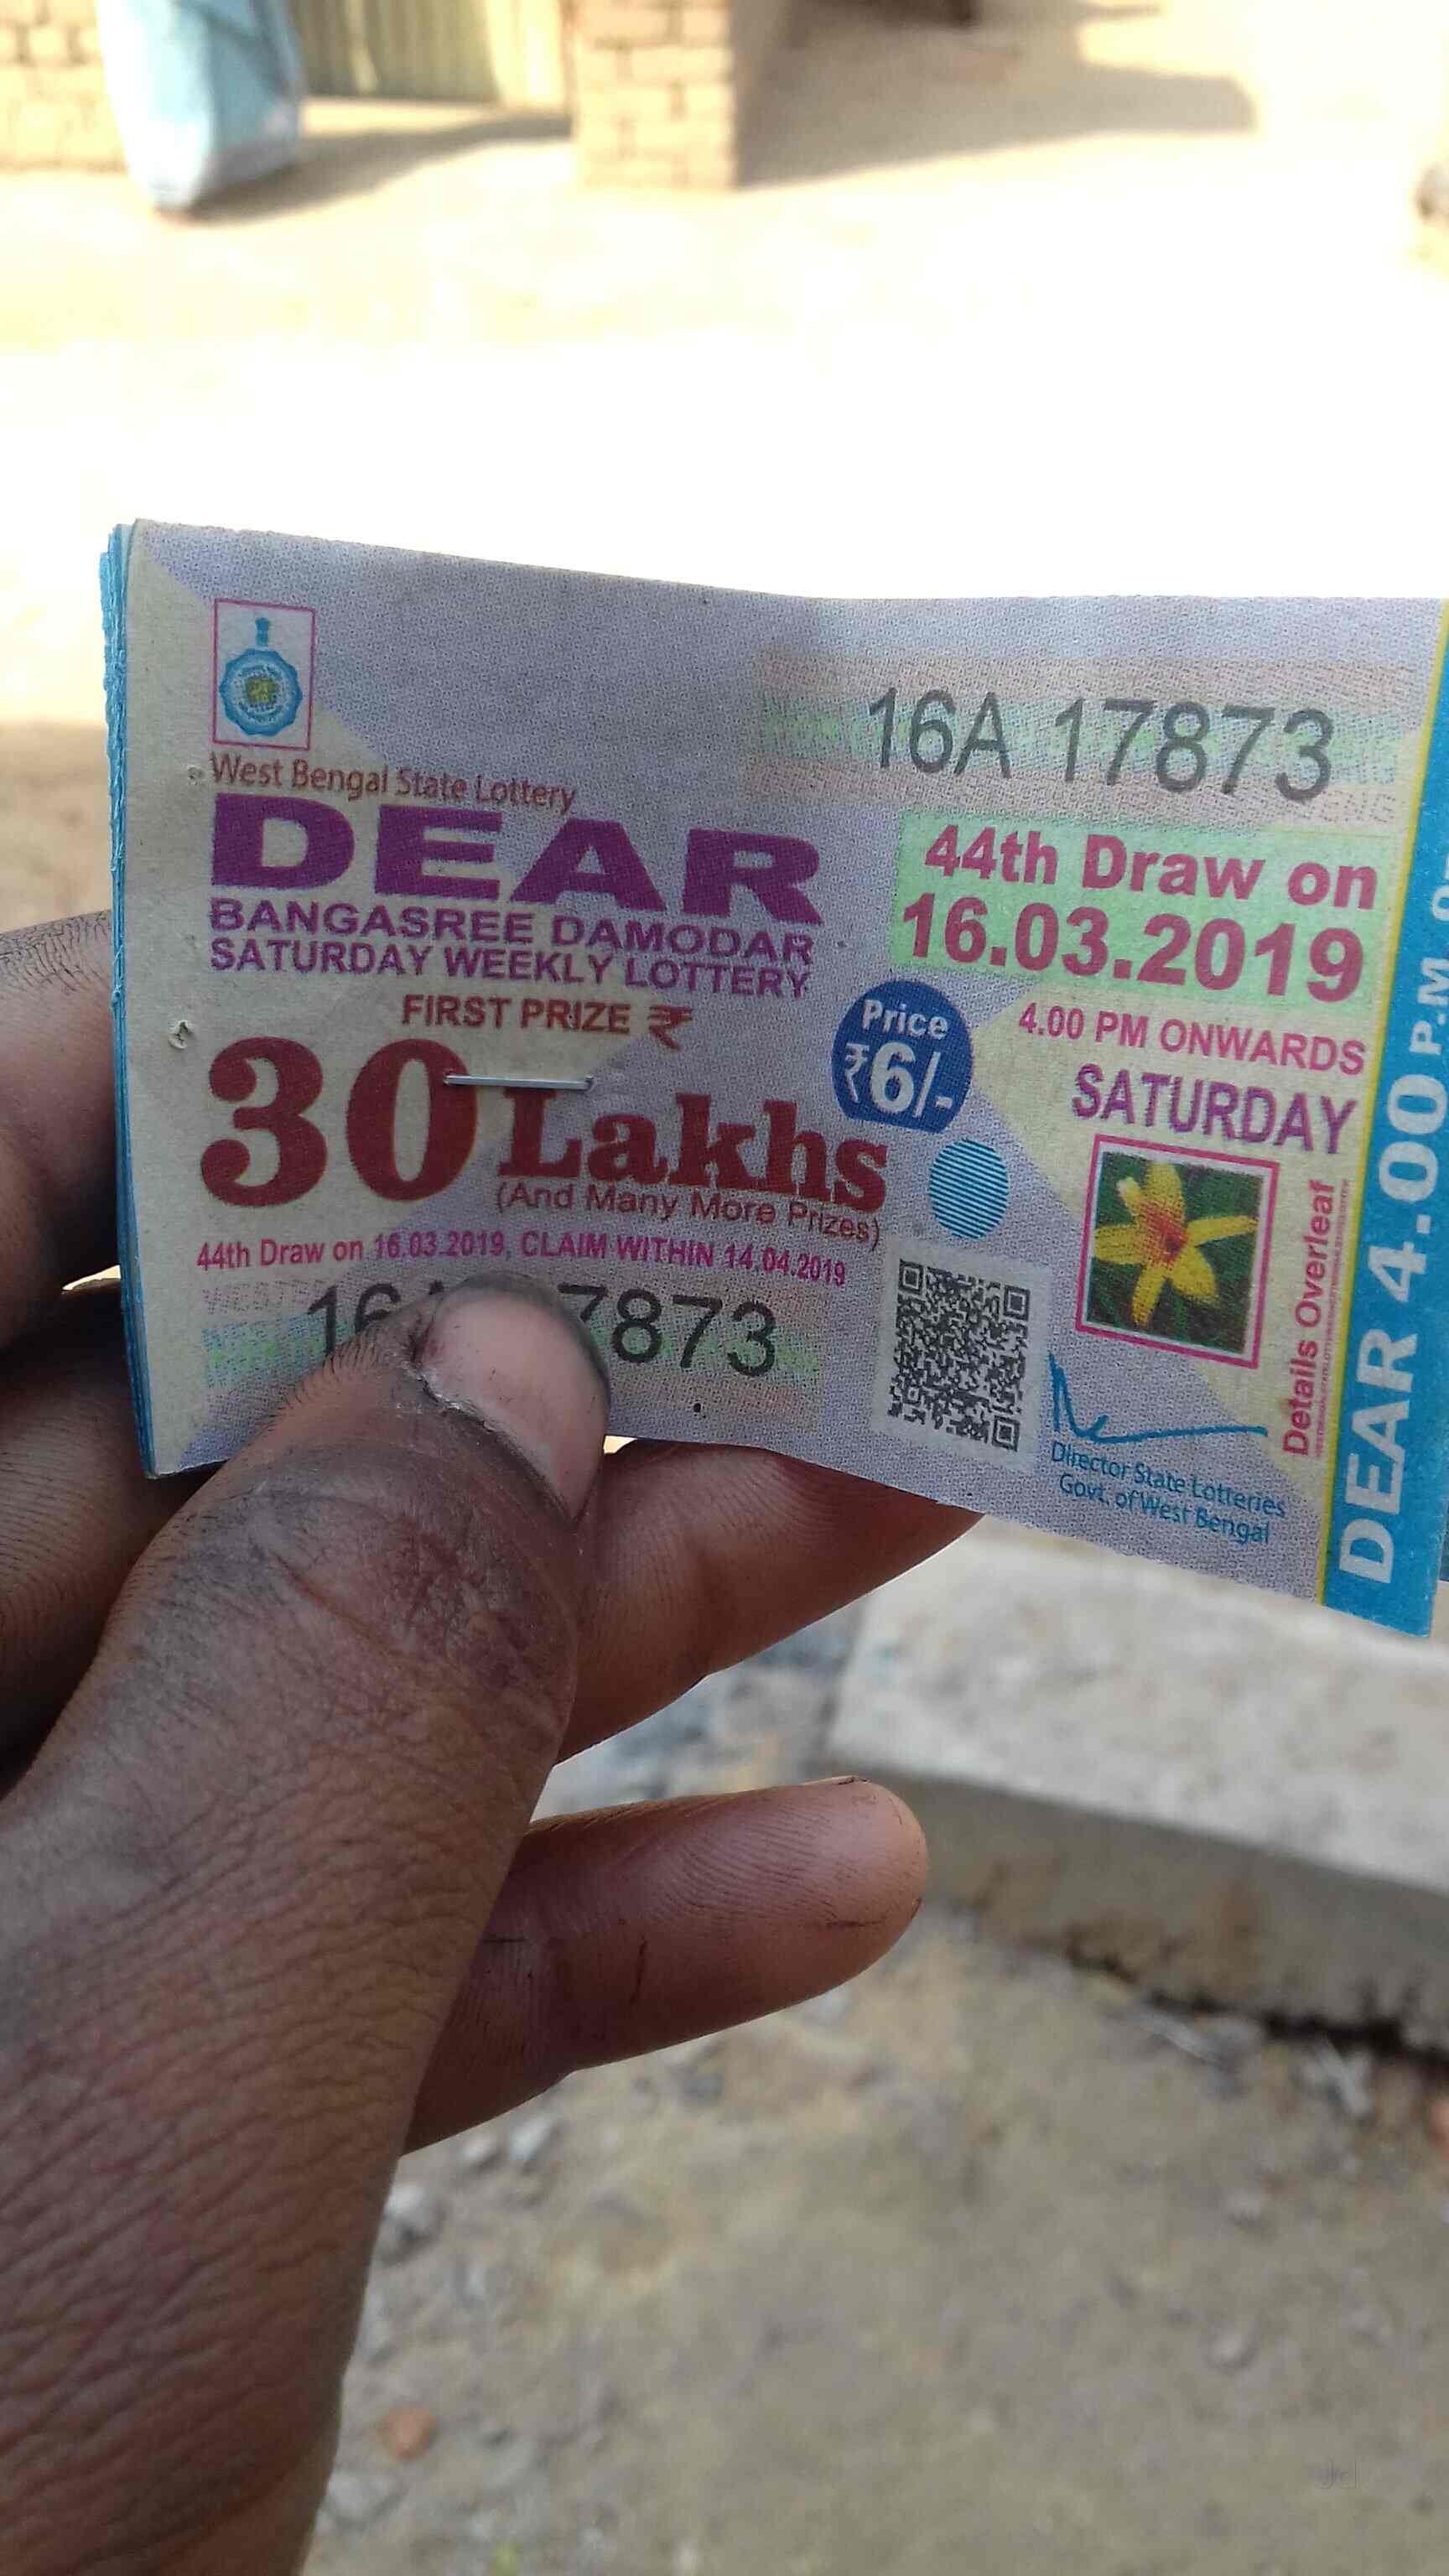 16A 17873
West Bengal State Lottery
DEAR
BANGASREE DAMODAR
SATURDAY WEEKLY LOTTERY
FIRST PRIZE ₹
30 Lakhs
(And Many More Prizes)
44th Draw on 16.03.2019, CLAIM WITHIN 14.04.2019
16A 7873
44th Draw on
16.03.2019
4.00 PM ONWARDS
SATURDAY
Price
₹6/-
Details Overleaf
Director State Lotteries
Govt. of West Bengal
DEAR 4.00 P.M.